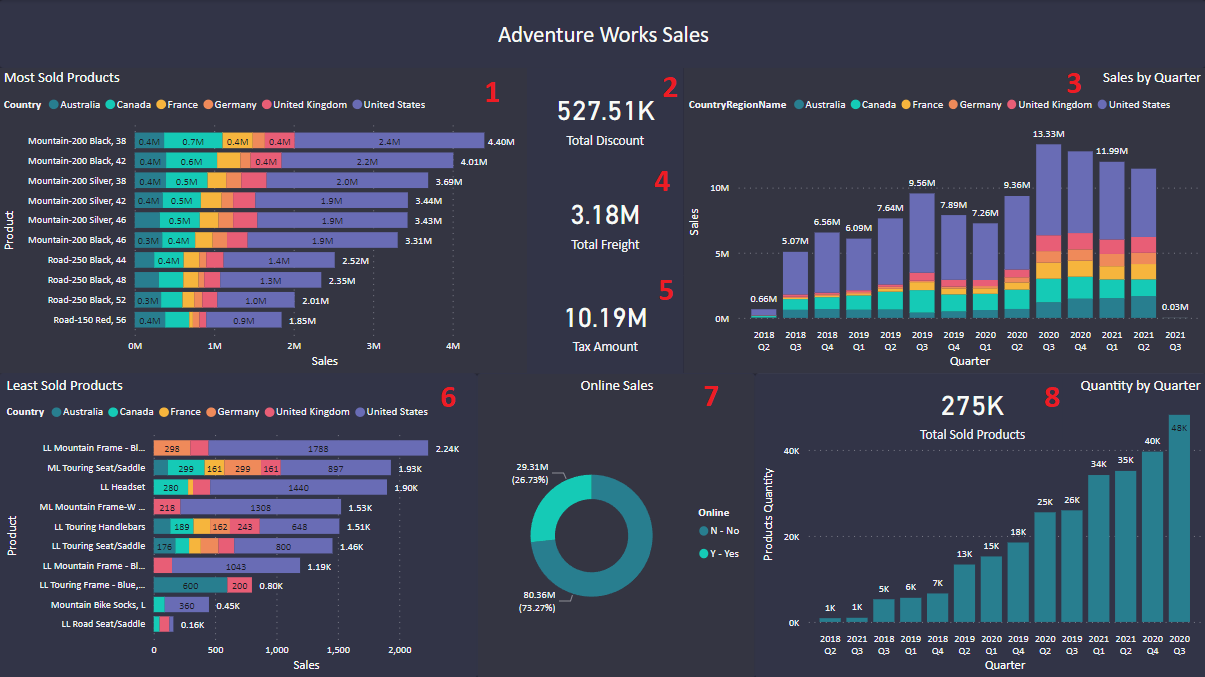 Adventure Works Sales
Most Sold Products
1
Country Australia Canada France Germany United Kingdom United States
Product
Mountain-200 Black, 38 0.4M 0.7M 0.4M 0.4M 2.4M 4.40M
Mountain-200 Black, 42 0.4M 0.6M 0.4M 2.2M 4.01M
Mountain-200 Silver, 38 0.4M 0.5M 2.0M 3.69M
Mountain-200 Silver, 42 0.4M 0.5M 1.9M 3.44M
Mountain-200 Silver, 46 0.5M 1.9M 3.43M
Mountain-200 Black, 46 0.3M 0.4M 1.9M 3.31M
Road-250 Black, 44 0.4M 1.4M 2.52M
Road-250 Black, 48 1.3M 2.35M
Road-250 Black, 52 0.3M 1.0M 2.01M
Road-150 Red, 56 0.4M 0.9M 1.85M
0M 1M 2M 3M 4M
Sales
2
527.51K
Total Discount
4
3.18M
Total Freight
5
10.19M
Tax Amount
3
Sales by Quarter
CountryRegionName Australia Canada France Germany United Kingdom United States
Sales
10M
5M
0M
0.66M 5.07M 6.56M 6.09M 7.64M 9.56M 7.89M 7.26M 9.36M 13.33M 11.99M 0.03M
2018 2018 2018 2019 2019 2019 2019 2020 2020 2020 2020 2021 2021 2021
Q2 Q3 Q4 Q1 Q2 Q3 Q4 Q1 Q2 Q3 Q4 Q1 Q2 Q3
Quarter
Least Sold Products
6
Country Australia Canada France Germany United Kingdom United States
Product
LL Mountain Frame - Bl... 298 1788 2.24K
ML Touring Seat/Saddle 299 161 299 161 897 1.93K
LL Headset 280 1440 1.90K
ML Mountain Frame-W ... 218 1308 1.53K
LL Touring Handlebars 189 162 243 648 1.51K
LL Touring Seat/Saddle 176 800 1.46K
LL Mountain Frame - Bl... 1043 1.19K
LL Touring Frame - Blue,... 600 200 0.80K
Mountain Bike Socks, L 360 0.45K
LL Road Seat/Saddle 0.16K
0 500 1,000 1,500 2,000
Sales
Online Sales
7
29.31M
(26.73%)
80.36M
(73.27%)
Online
N - No
Y - Yes
Quantity by Quarter
8
275K
Total Sold Products
Products Quantity
40K
20K
0K
1K 1K 5K 6K 7K 13K 15K 18K 25K 26K 34K 35K 40K 48K
2018 2021 2018 2019 2018 2019 2020 2019 2020 2019 2021 2021 2020 2020
Q2 Q3 Q3 Q1 Q4 Q2 Q1 Q4 Q2 Q3 Q1 Q2 Q4 Q3
Quarter